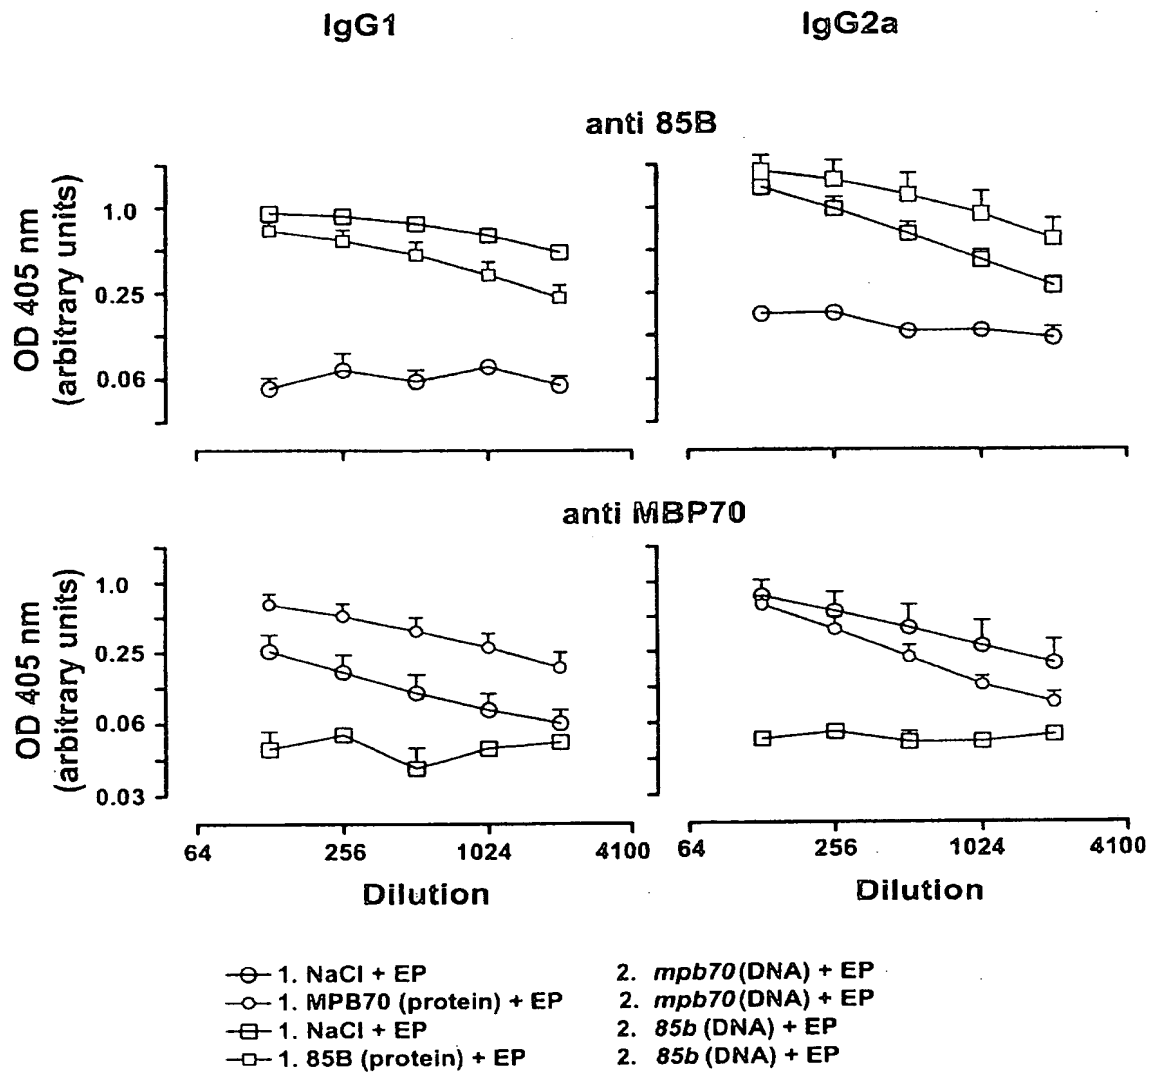 IgG1 IgG2a
anti 85B
OD 405 nm
(arbitrary units)
1.0
0.25
0.06
anti MBP70
OD 405 nm
(arbitrary units)
1.0
0.25
0.06
0.03
64 256 1024 4100 64 256 1024 4100
Dilution Dilution
1. NaCl + EP 2. mpb70 (DNA) + EP
1. MPB70 (protein) + EP 2. mpb70 (DNA) + EP
1. NaCl + EP 2. 85b (DNA) + EP
1. 85B (protein) + EP 2. 85b (DNA) + EP